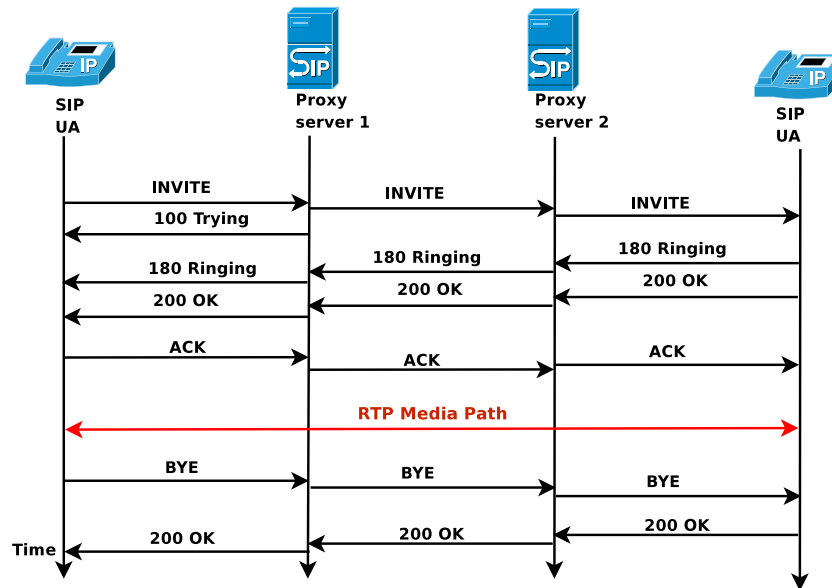 IP
SIP
SIP
IP
SIP
UA
Proxy
server 1
Proxy
server 2
SIP
UA
INVITE
INVITE
INVITE
100 Trying
180 Ringing
180 Ringing
180 Ringing
200 OK
200 OK
200 OK
ACK
ACK
ACK
RTP Media Path
BYE
BYE
BYE
200 OK
200 OK
200 OK
Time